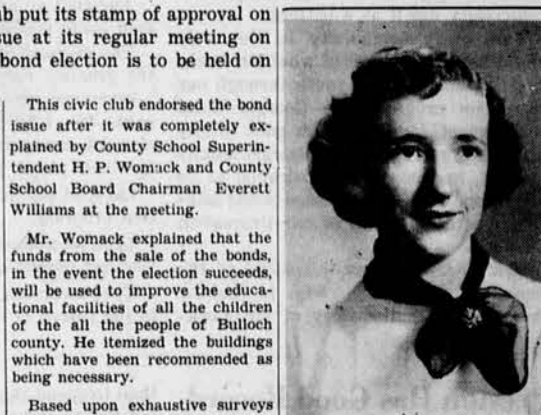 ub put its stamp of approval on
sue at its regular meeting on
bond election is to be held on
This civic club endorsed the bond
issue after it was completely ex-
plained by County School Superin-
tendent H. P. Womack and County
School Board Chairman Everett
Williams at the meeting.
Mr. Womack explained that the
funds from the sale of the bonds,
in the event the election succeeds,
will be used to improve the educa-
tional facilities of all the children
of the all the people of Bulloch
county. He itemized the buildings
which have been recommended as
being necessary.
Based upon exhaustive surveys